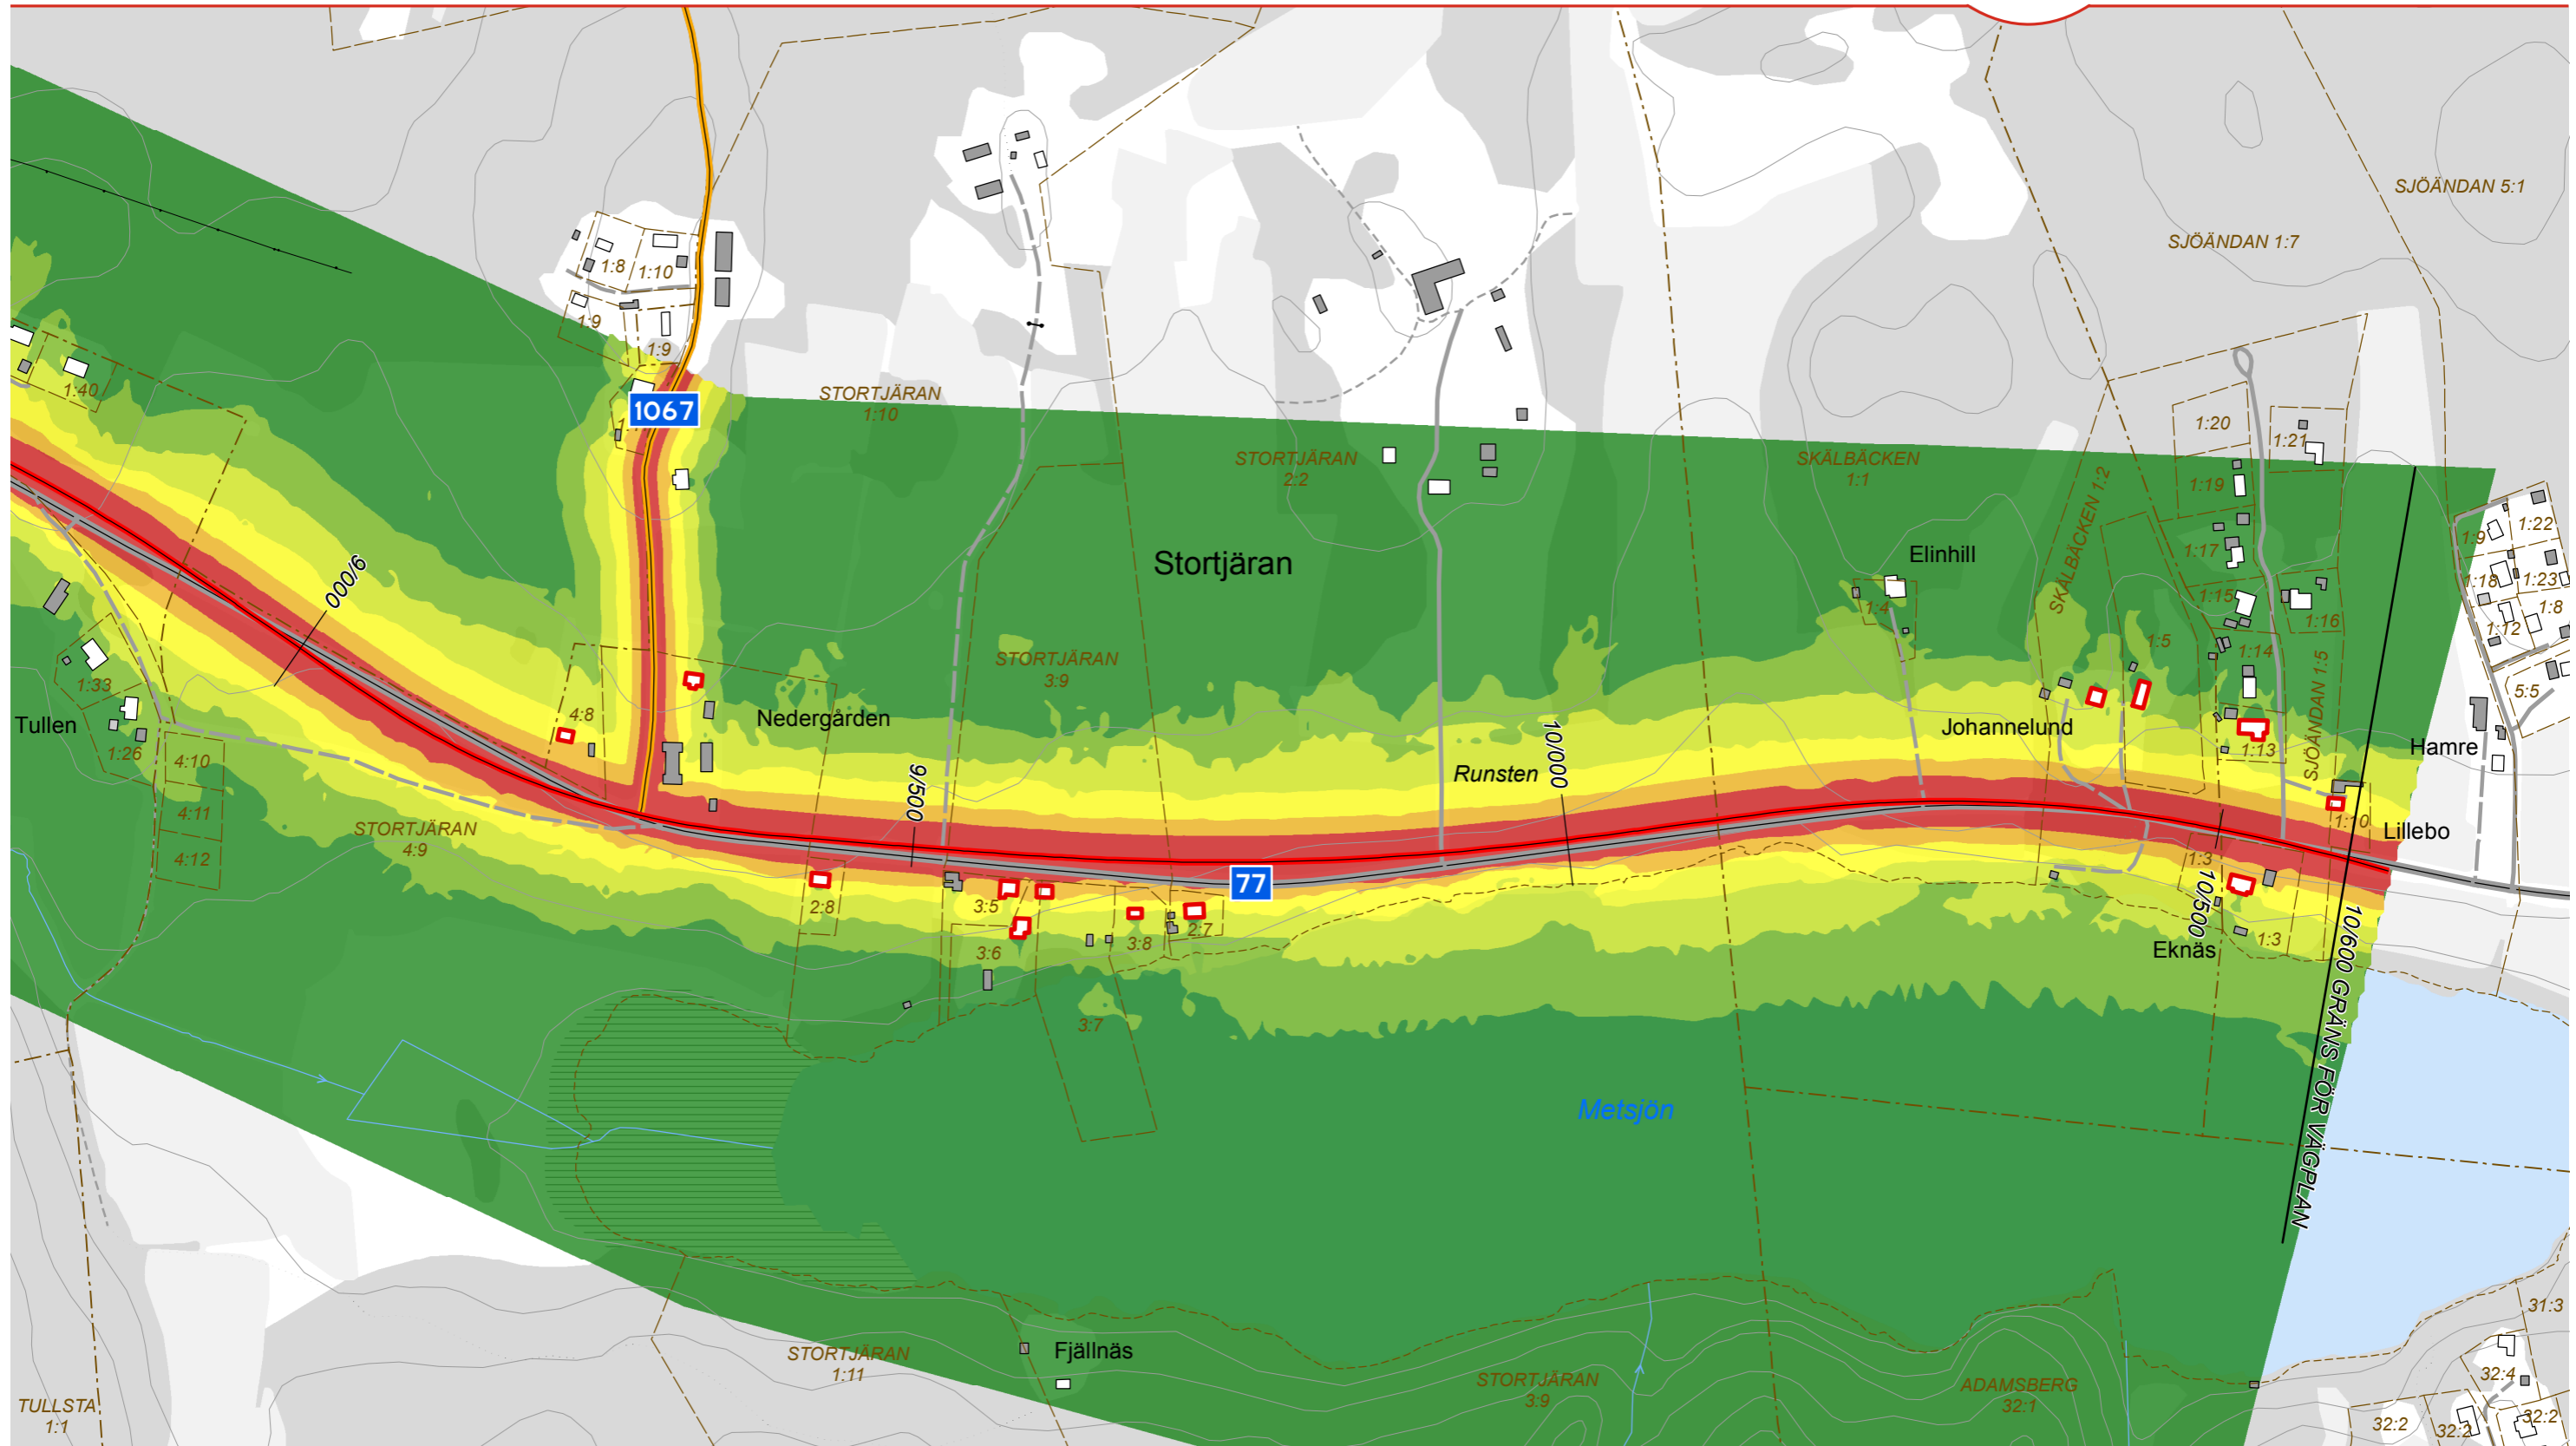 SJÖÄNDAN 5:1
SJÖÄNDAN 1:7
1:8
1:10
1:9
1:9
1:40
1067
STORTJÄRAN
1:10
STORTJÄRAN
2:2
SKÄLBÄCKEN
1:1
SKÄLBÄCKEN 1:2
1:20
1:21
1:19
1:17
1:15
1:16
1:14
1:5
1:13
SJÖÄNDAN 1:5
1:22
1:9
1:18
1:23
1:8
1:12
5:5
Stortjäran
Elinhill
1:4
9/000
STORTJÄRAN
3:9
1:33
Tullen
1:26
4:8
Nedergården
4:10
4:11
4:12
STORTJÄRAN
4:9
9/500
Runsten
10/000
Johannelund
Hamre
1:10
Lillebo
77
2:8
3:5
3:6
3:8
2:7
3:7
1:3
10/500
Eknäs
1:3
10/600 GRÄNS FÖR VÄGPLAN
Metsjön
Fjällnäs
STORTJÄRAN
1:11
STORTJÄRAN
3:9
ADAMSBERG
32:1
TULLSTA
1:1
31:3
32:4
32:2
32:2
32:2